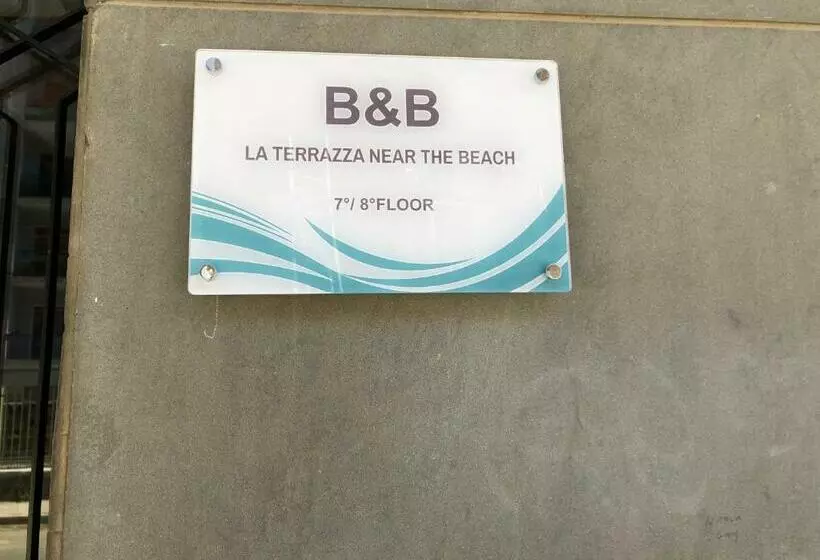 B&B
LA TERRAZZA NEAR THE BEACH
7°/ 8°FLOOR